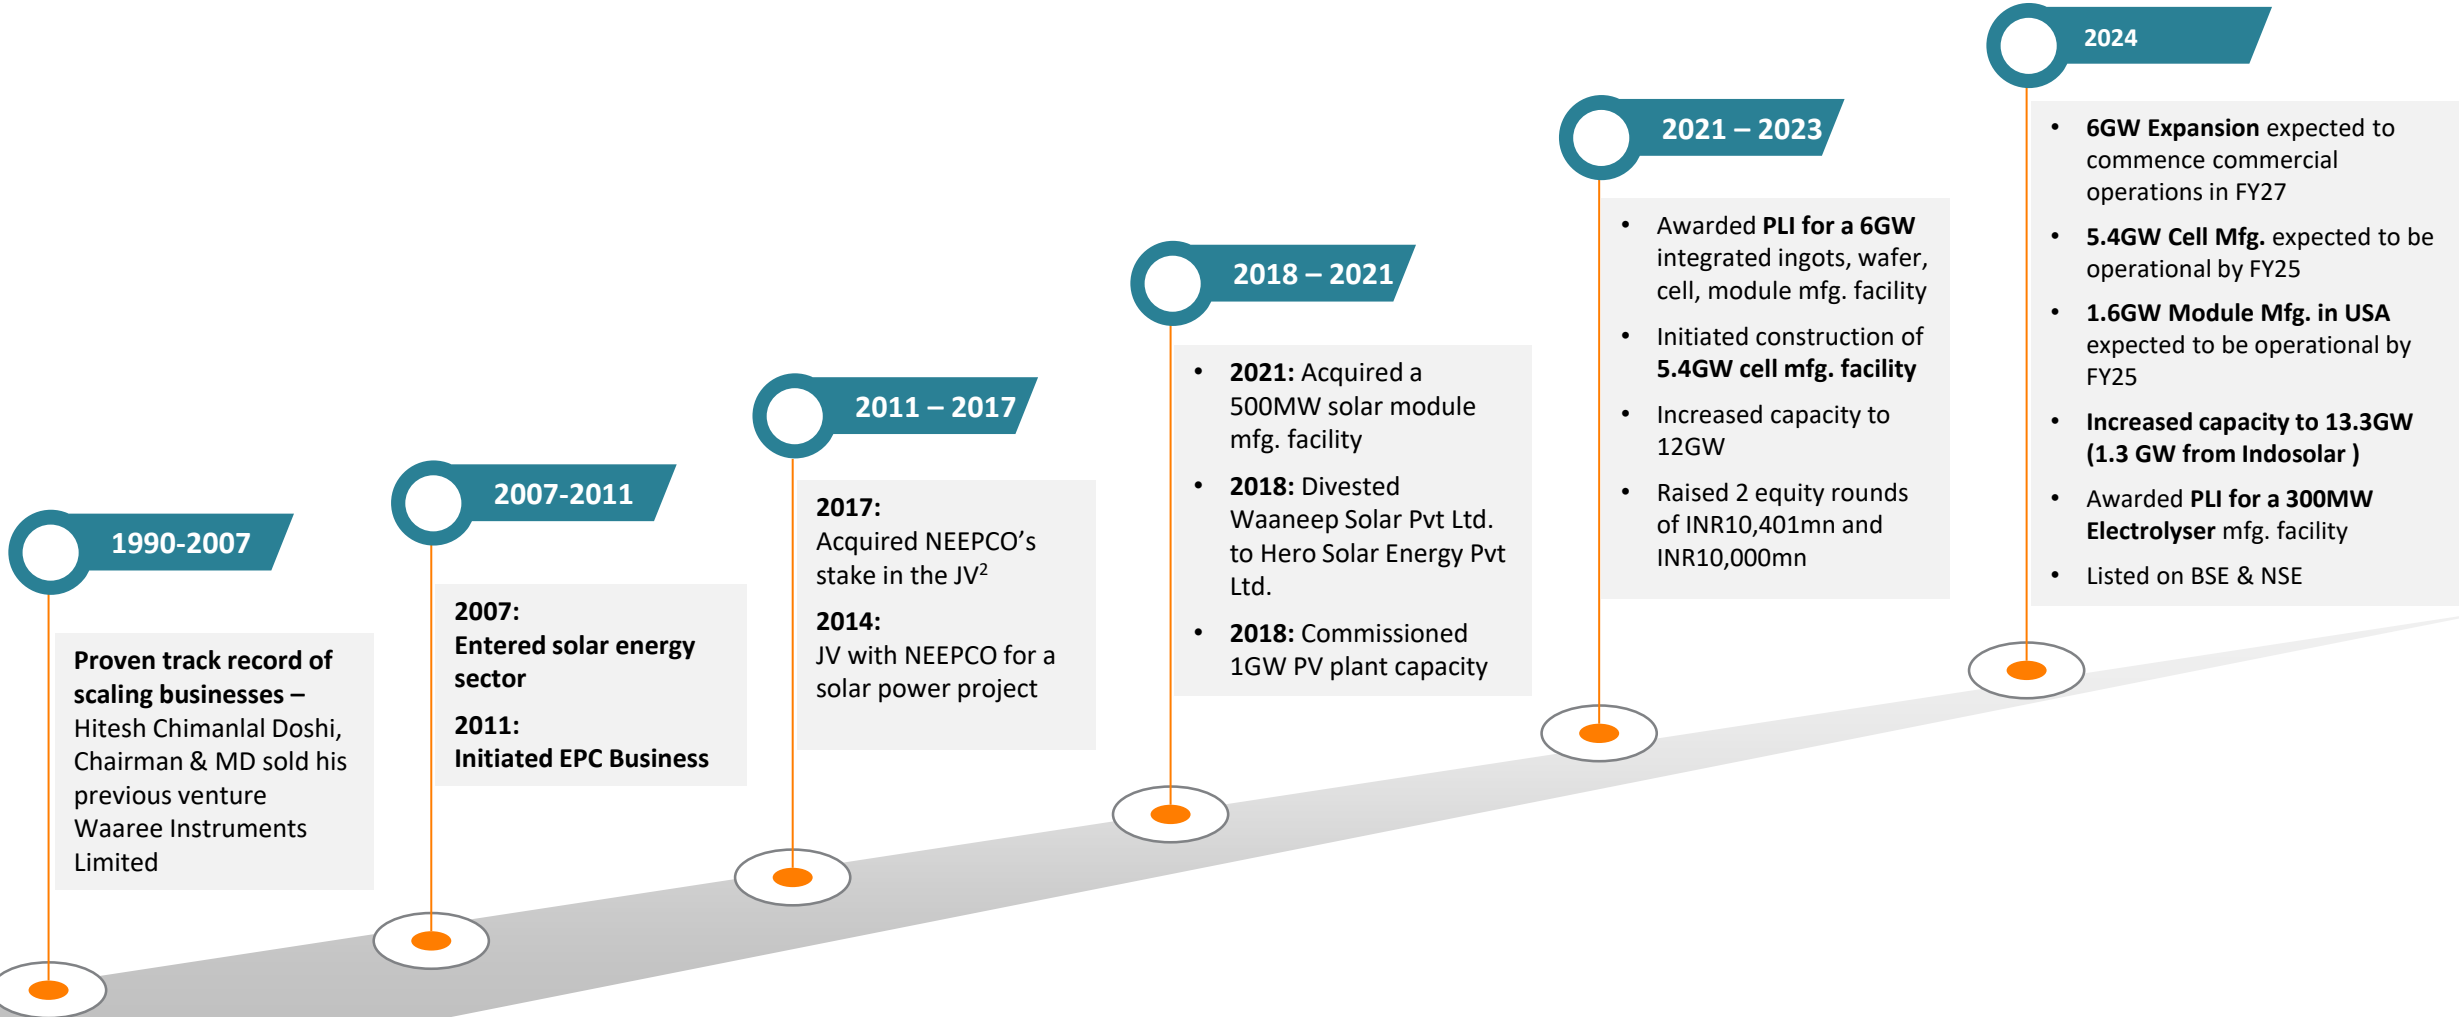 1990-2007
Proven track record of
scaling businesses –
Hitesh Chimanlal Doshi,
Chairman & MD sold his
previous venture
Waaree Instruments
Limited
2007-2011
2007:
Entered solar energy
sector
2011:
Initiated EPC Business
2011 – 2017
2017:
Acquired NEEPCO’s
stake in the JV²
2014:
JV with NEEPCO for a
solar power project
2018 – 2021
• 2021: Acquired a
500MW solar module
mfg. facility
• 2018: Divested
Waaneep Solar Pvt Ltd.
to Hero Solar Energy Pvt
Ltd.
• 2018: Commissioned
1GW PV plant capacity
2021 – 2023
• Awarded PLI for a 6GW
integrated ingots, wafer,
cell, module mfg. facility
• Initiated construction of
5.4GW cell mfg. facility
• Increased capacity to
12GW
• Raised 2 equity rounds
of INR10,401mn and
INR10,000mn
2024
• 6GW Expansion expected to
commence commercial
operations in FY27
• 5.4GW Cell Mfg. expected to be
operational by FY25
• 1.6GW Module Mfg. in USA
expected to be operational by
FY25
• Increased capacity to 13.3GW
(1.3 GW from Indosolar )
• Awarded PLI for a 300MW
Electrolyser mfg. facility
• Listed on BSE & NSE